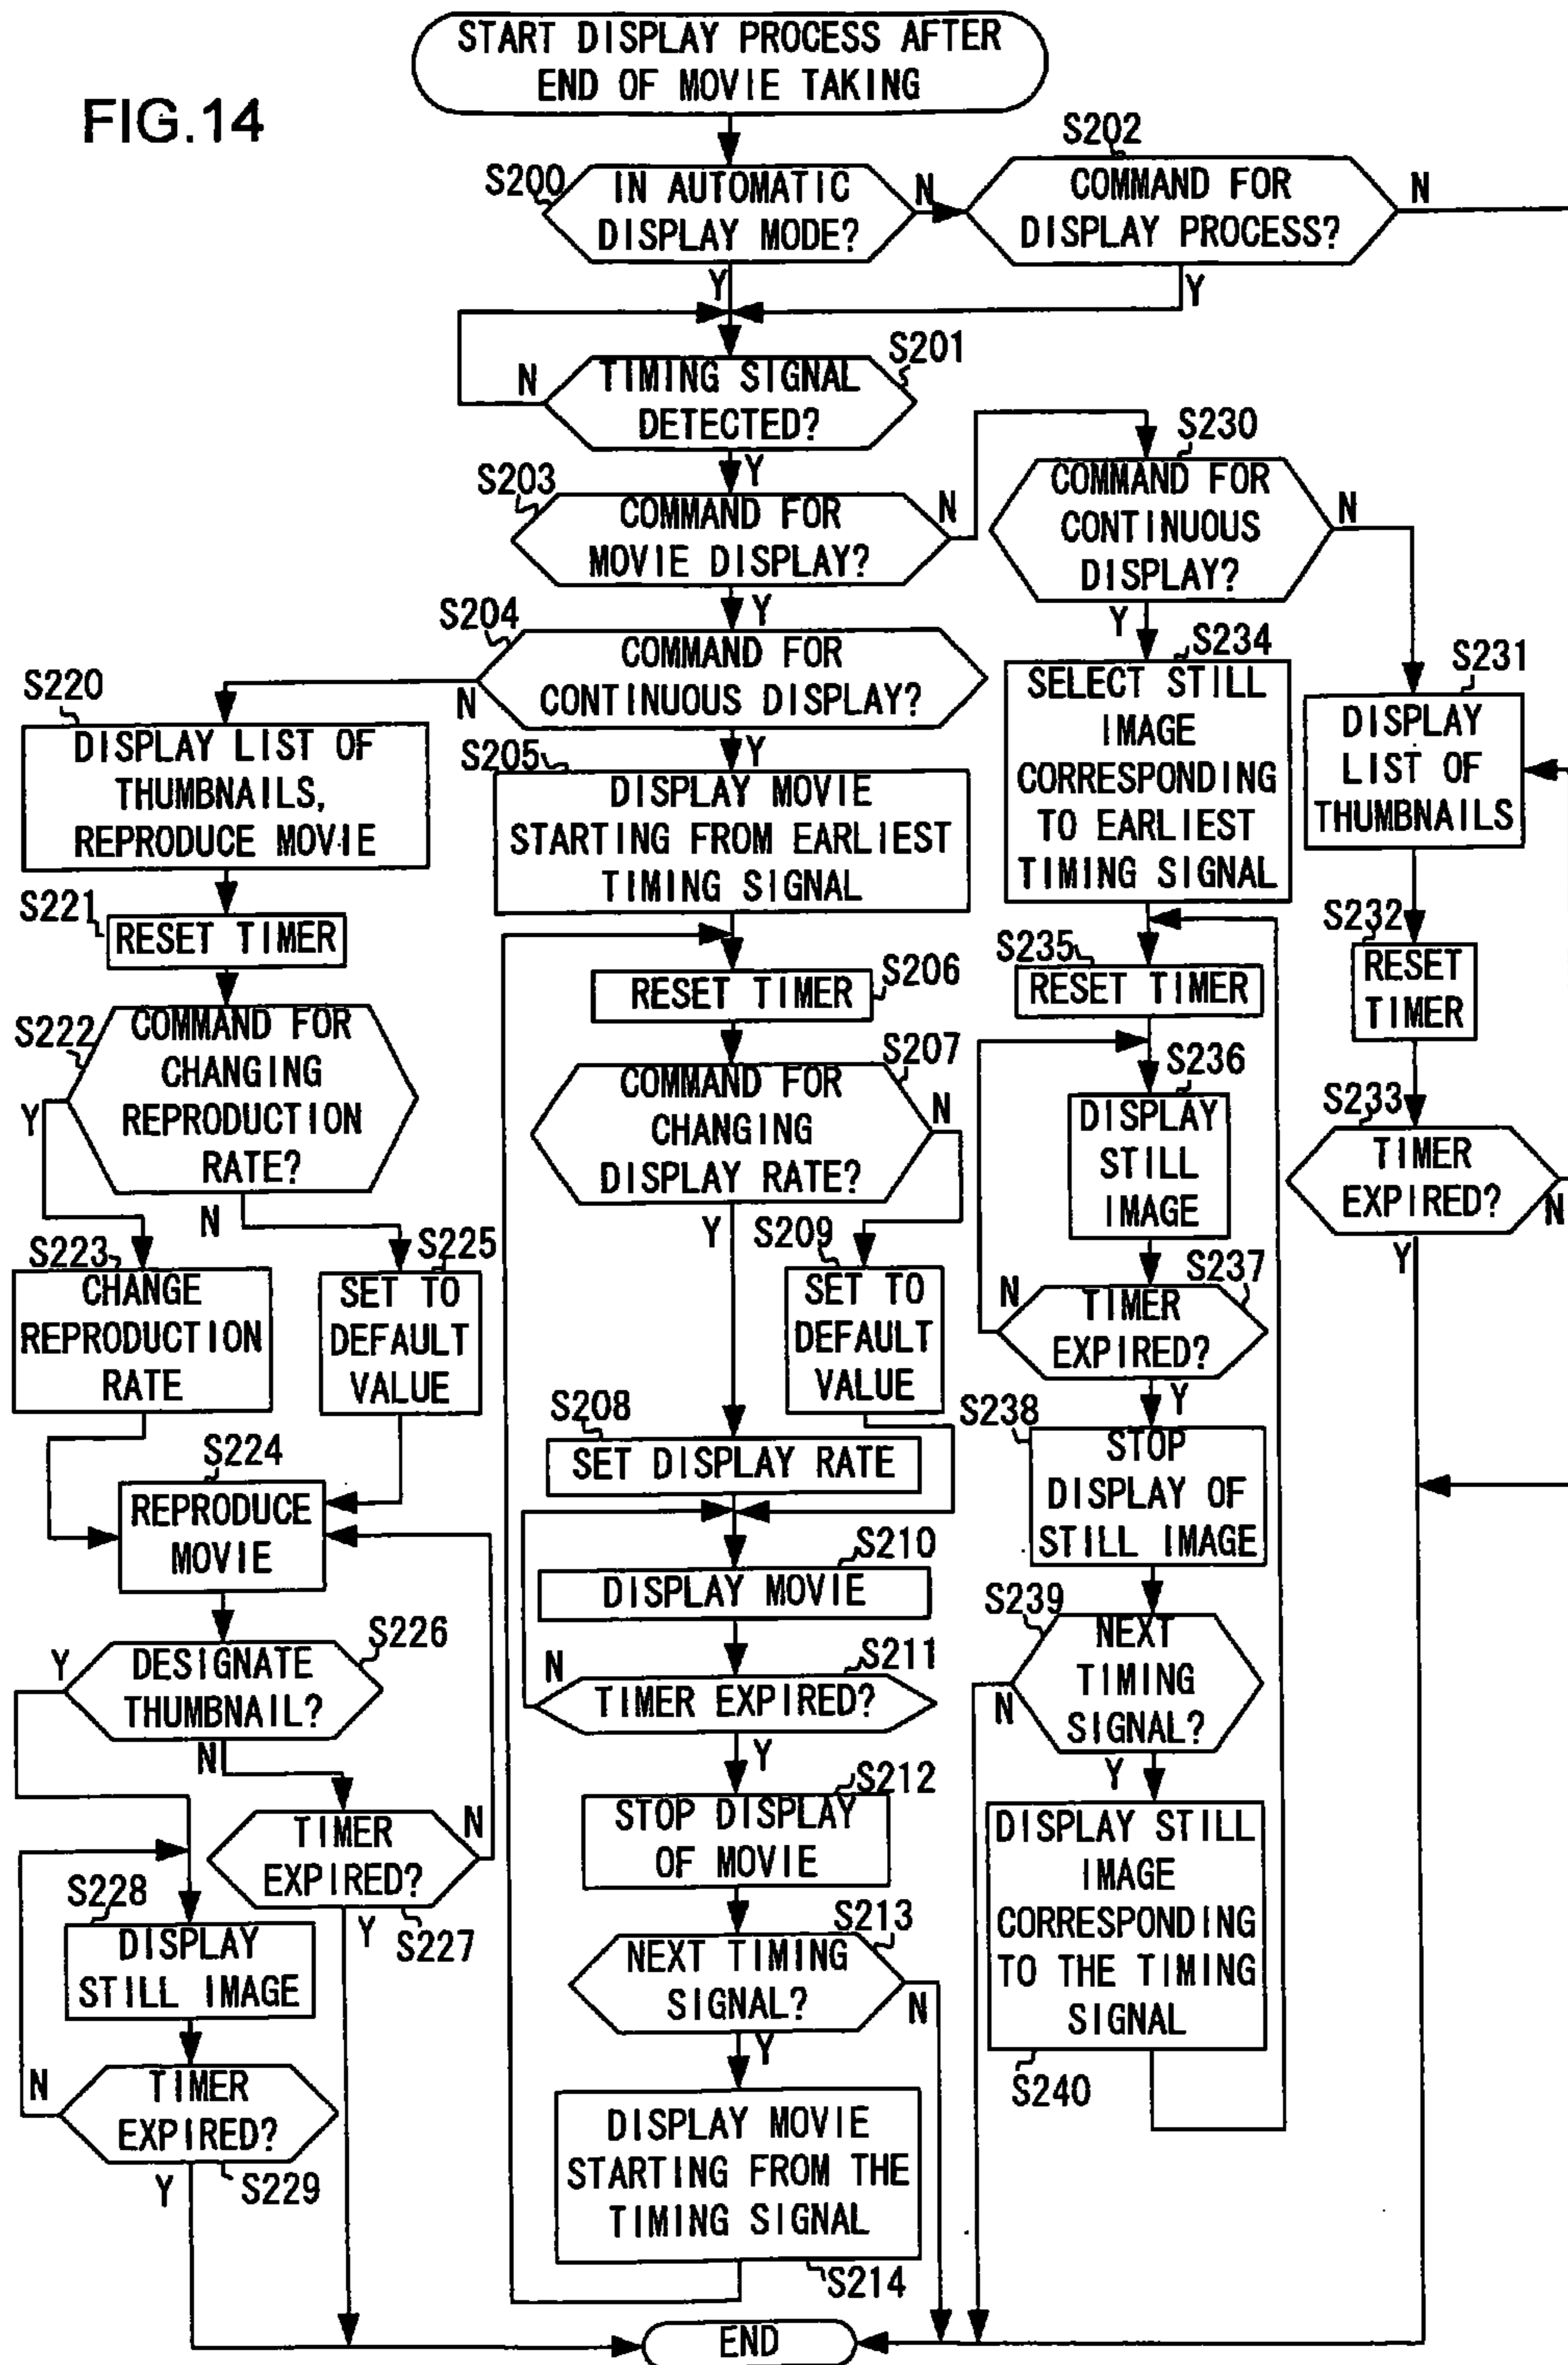 FIG.14
START DISPLAY PROCESS AFTER
END OF MOVIE TAKING
S200
IN AUTOMATIC
DISPLAY MODE?
N
Y
S202
COMMAND FOR
DISPLAY PROCESS?
N
Y
S201
TIMING SIGNAL
DETECTED?
N
Y
S203
COMMAND FOR
MOVIE DISPLAY?
N
Y
S204
COMMAND FOR
CONTINUOUS DISPLAY?
N
Y
S220
DISPLAY LIST OF
THUMBNAILS,
REPRODUCE MOVIE
S221
RESET TIMER
S222
COMMAND FOR
CHANGING
REPRODUCTION
RATE?
Y
N
S223
CHANGE
REPRODUCTION
RATE
S225
SET TO
DEFAULT
VALUE
S224
REPRODUCE
MOVIE
S226
DESIGNATE
THUMBNAIL?
Y
N
TIMER
EXPIRED?
N
Y
S227
S228
DISPLAY
STILL IMAGE
TIMER
EXPIRED?
N
Y
S229
S205
DISPLAY MOVIE
STARTING FROM EARLIEST
TIMING SIGNAL
RESET TIMER
S206
S207
COMMAND FOR
CHANGING
DISPLAY RATE?
N
Y
S209
SET TO
DEFAULT
VALUE
S208
SET DISPLAY RATE
S210
DISPLAY MOVIE
S211
TIMER EXPIRED?
N
Y
S212
STOP DISPLAY
OF MOVIE
S213
NEXT TIMING
SIGNAL?
N
Y
DISPLAY MOVIE
STARTING FROM THE
TIMING SIGNAL
S214
S230
COMMAND FOR
CONTINUOUS
DISPLAY?
N
Y
S234
SELECT STILL
IMAGE
CORRESPONDING
TO EARLIEST
TIMING SIGNAL
S235
RESET TIMER
S236
DISPLAY
STILL
IMAGE
S237
TIMER
EXPIRED?
N
Y
S238
STOP
DISPLAY OF
STILL IMAGE
S239
NEXT
TIMING
SIGNAL?
N
Y
DISPLAY STILL
IMAGE
CORRESPONDING
TO THE TIMING
SIGNAL
S240
S231
DISPLAY
LIST OF
THUMBNAILS
S232
RESET
TIMER
S233
TIMER
EXPIRED?
N
Y
END